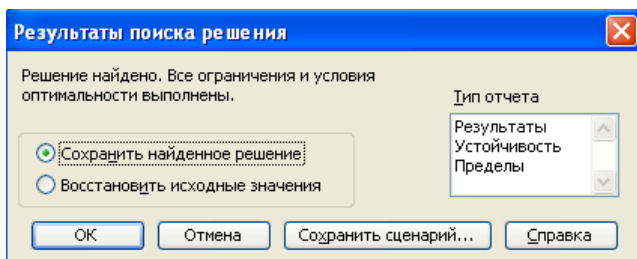 Результаты поиска решения
Решение найдено. Все ограничения и условия
оптимальности выполнены.
Тип отчета
Результаты
Устойчивость
Пределы
Сохранить найденное решение
Восстановить исходные значения
ОК
Отмена
Сохранить сценарий...
Справка